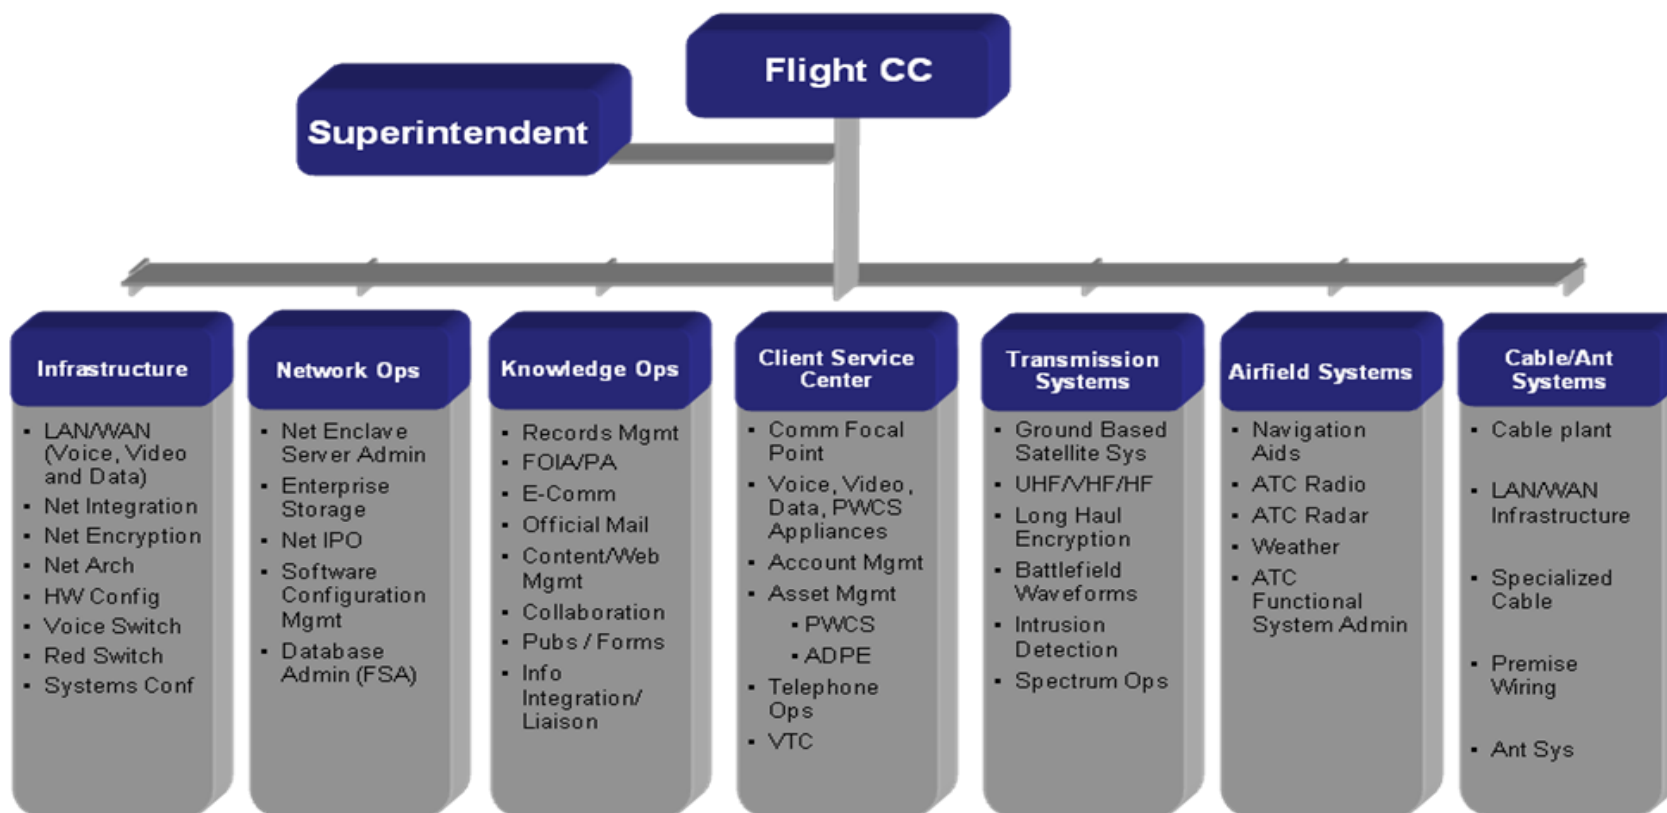 Flight CC
Superintendent
Infrastructure
▪ LAN/WAN
(Voice, Video
and Data)
▪ Net Integration
▪ Net Encryption
▪ Net Arch
▪ HW Config
▪ Voice Switch
▪ Red Switch
▪ Systems Conf
Network Ops
▪ Net Enclave
Server Admin
▪ Enterprise
Storage
▪ Net IPO
▪ Software
Configuration
Mgmt
▪ Database
Admin (FSA)
Knowledge Ops
▪ Records Mgmt
▪ FOIA/PA
▪ E-Comm
▪ Official Mail
▪ Content/Web
Mgmt
▪ Collaboration
▪ Pubs / Forms
▪ Info
Integration/
Liaison
Client Service
Center
▪ Comm Focal
Point
▪ Voice, Video,
Data, PWCS
Appliances
▪ Account Mgmt
▪ Asset Mgmt
▪ PWCS
▪ ADPE
▪ Telephone
Ops
▪ VTC
Transmission
Systems
▪ Ground Based
Satellite Sys
▪ UHF/VHF/HF
▪ Long Haul
Encryption
▪ Battlefield
Waveforms
▪ Intrusion
Detection
▪ Spectrum Ops
Airfield Systems
▪ Navigation
Aids
▪ ATC Radio
▪ ATC Radar
▪ Weather
▪ ATC
Functional
System Admin
Cable/Ant
Systems
▪ Cable plant
▪ LAN/WAN
Infrastructure
▪ Specialized
Cable
▪ Premise
Wiring
▪ Ant Sys